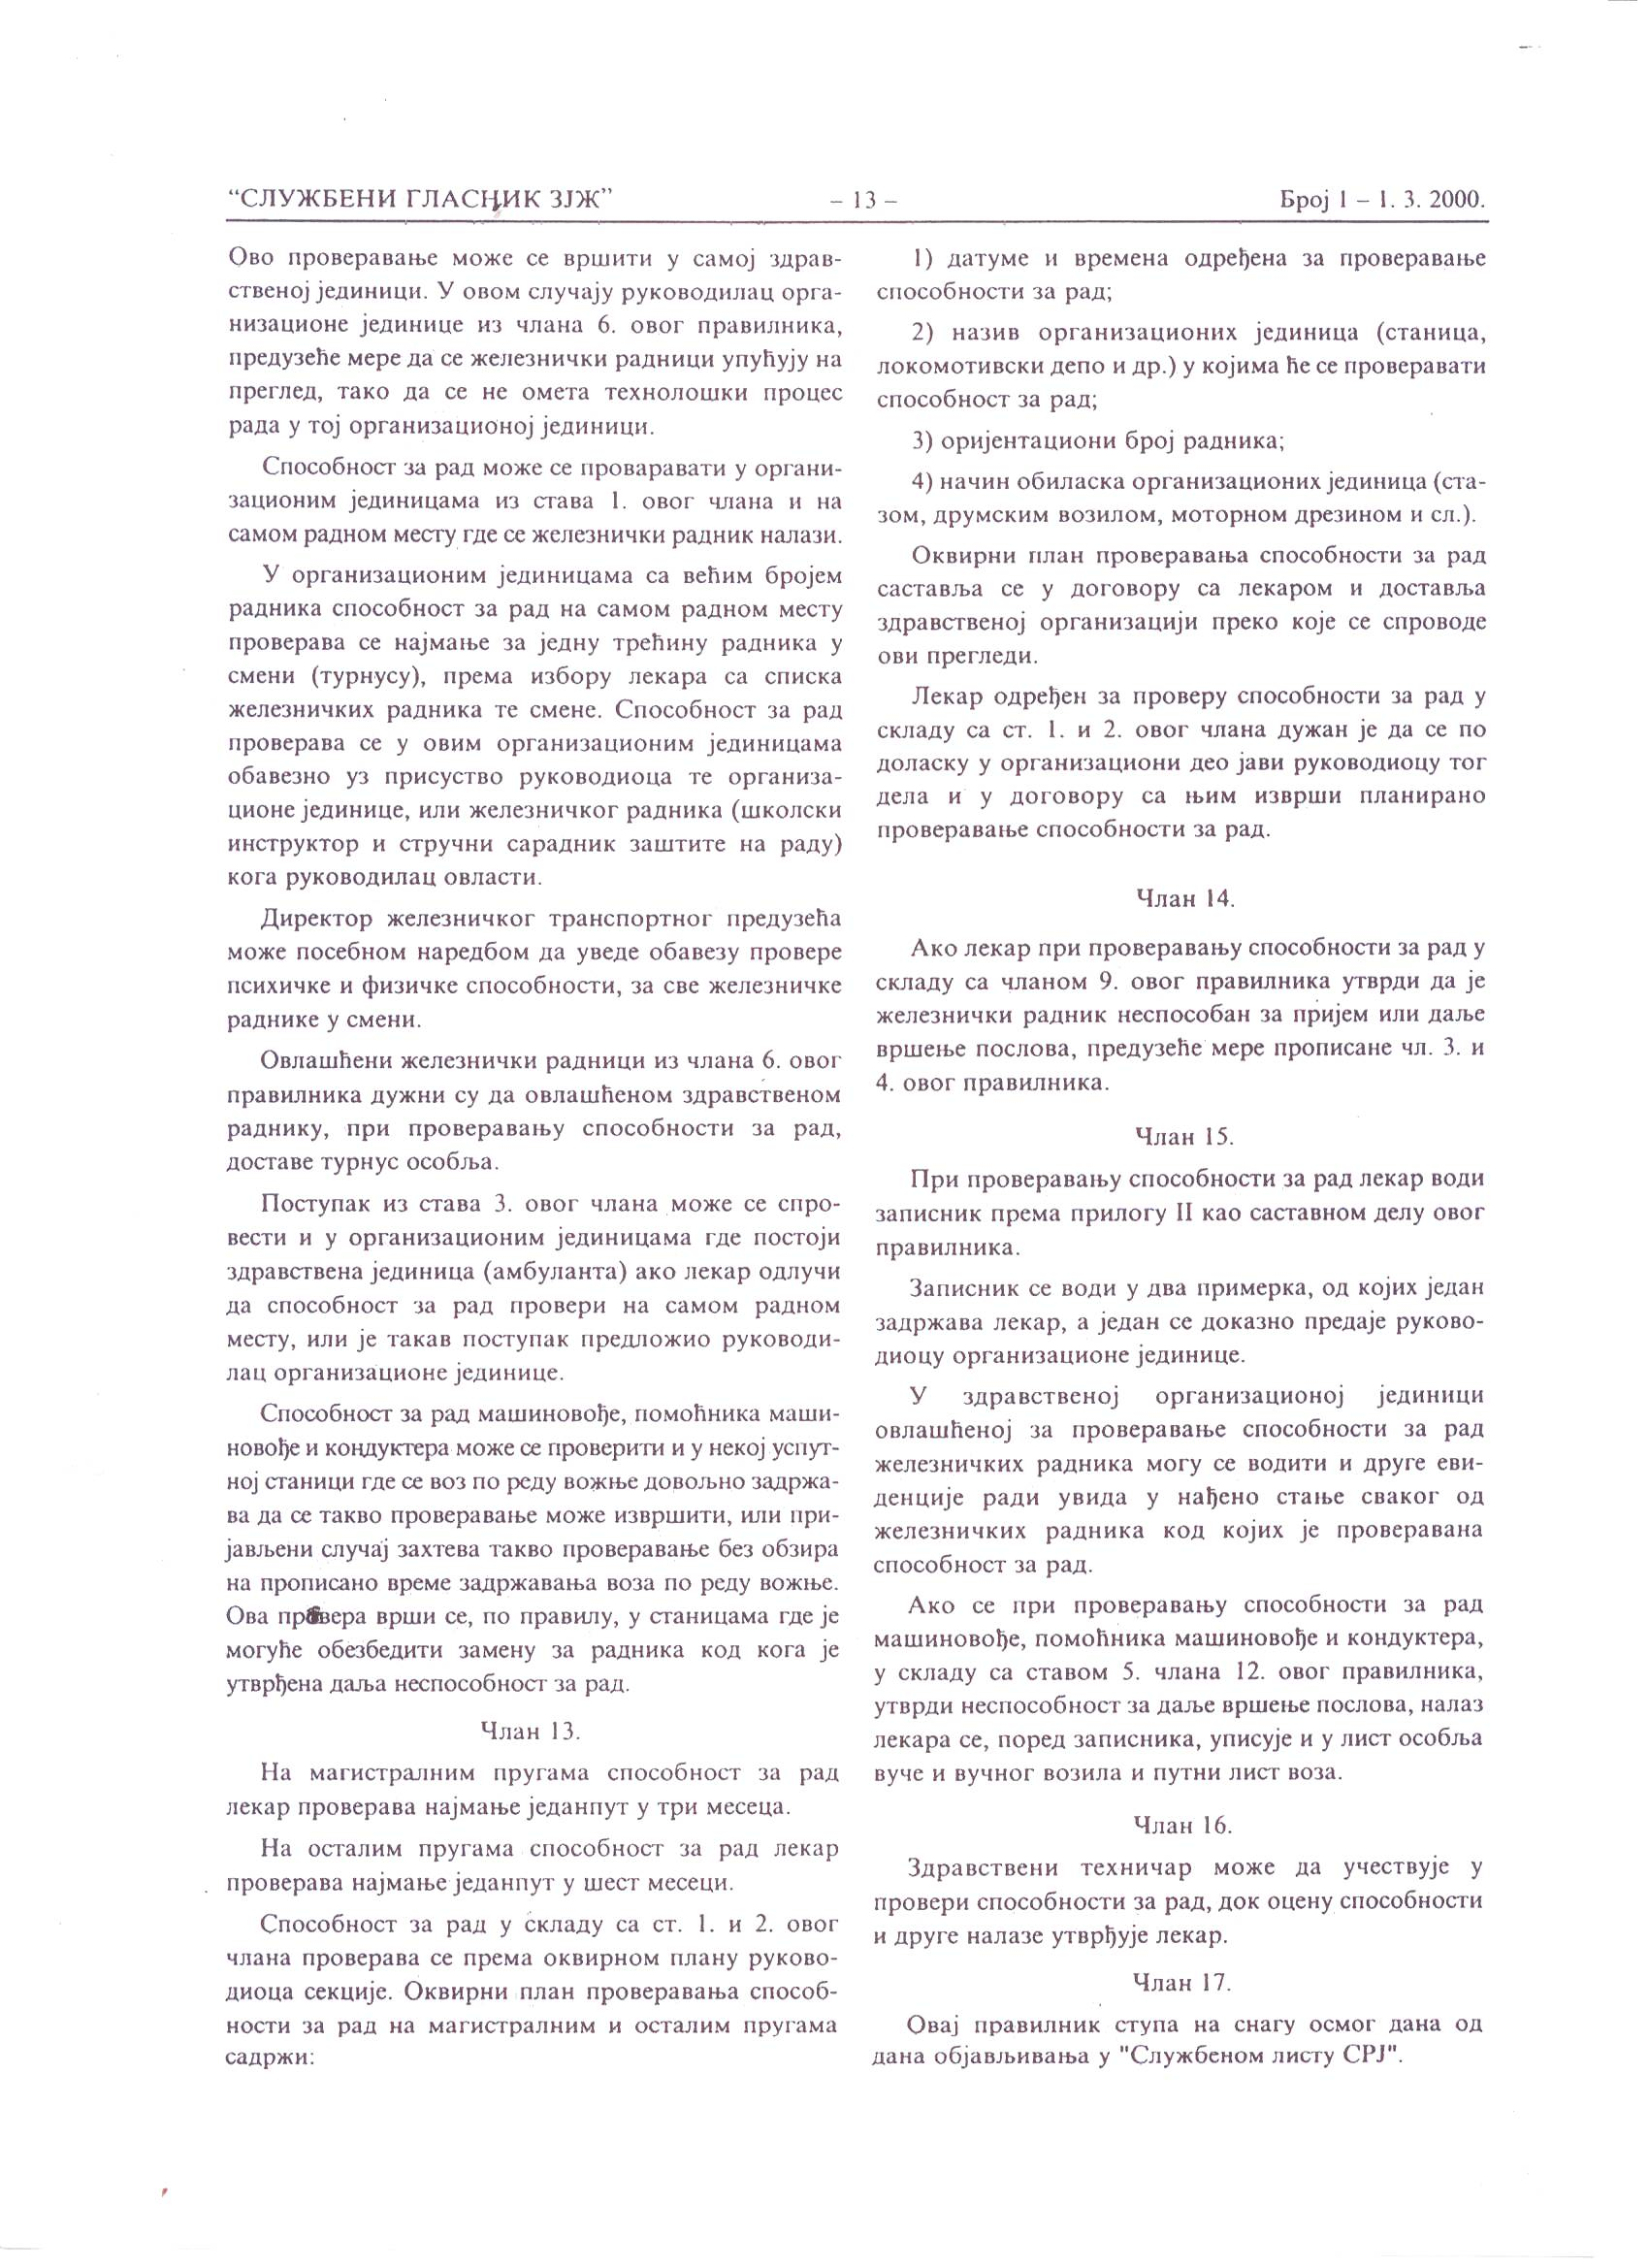 “СЛУЖБЕНИ ГЛАСНИК ЗЈЖ” – 13 – Број 1 – 1. 3. 2000.
Ово проверавање може се вршити у самој здрав-
ственој јединици. У овом случају руководилац орга-
низационе јединице из члана 6. овог правилника,
предузеће мере да се железнички радници упућују на
преглед, тако да се не омета технолошки процес
рада у тој организационој јединици.
Способност за рад може се проваравати у органи-
зационим јединицама из става 1. овог члана и на
самом радном месту где се железнички радник налази.
У организационим јединицама са већим бројем
радника способност за рад на самом радном месту
проверава се најмање за једну трећину радника у
смени (турнусу), према избору лекара са списка
железничких радника те смене. Способност за рад
проверава се у овим организационим јединицама
обавезно уз присуство руководиоца те организа-
ционе јединице, или железничког радника (школски
инструктор и стручни сарадник заштите на раду)
кога руководилац овласти.
Директор железничког транспортног предузећа
може посебном наредбом да уведе обавезу провере
психичке и физичке способности, за све железничке
раднике у смени.
Овлашћени железнички радници из члана 6. овог
правилника дужни су да овлашћеном здравственом
раднику, при проверавању способности за рад,
доставе турнус особља.
Поступак из става 3. овог члана може се спро-
вести и у организационим јединицама где постоји
здравствена јединица (амбуланта) ако лекар одлучи
да способност за рад провери на самом радном
месту, или је такав поступак предложио руководи-
лац организационе јединице.
Способност за рад машиновође, помоћника маши-
новође и кондуктера може се проверити и у некој успут-
ној станици где се воз по реду вожње довољно задржа-
ва да се такво проверавање може извршити, или при-
јављени случај захтева такво проверавање без обзира
на прописано време задржавања воза по реду вожње.
Ова провера врши се, по правилу, у станицама где је
могуће обезбедити замену за радника код кога је
утврђена даља неспособност за рад.
Члан 13.
На магистралним пругама способност за рад
лекар проверава најмање једанпут у три месеца.
На осталим пругама способност за рад лекар
проверава најмање једанпут у шест месеци.
Способност за рад у складу са ст. 1. и 2. овог
члана проверава се према оквирном плану руково-
диоца секције. Оквирни план проверавања способ-
ности за рад на магистралним и осталим пругама
садржи:
1) датуме и времена одређена за проверавање
способности за рад;
2) назив организационих јединица (станица,
локомотивски депо и др.) у којима ће се проверавати
способност за рад;
3) оријентациони број радника;
4) начин обиласка организационих јединица (ста-
зом, друмским возилом, моторном дрезином и сл.).
Оквирни план проверавања способности за рад
саставља се у договору са лекаром и доставља
здравственој организацији преко које се спроводе
ови прегледи.
Лекар одређен за проверу способности за рад у
складу са ст. 1. и 2. овог члана дужан је да се по
доласку у организациони део јави руководиоцу тог
дела и у договору са њим изврши планирано
проверавање способности за рад.
Члан 14.
Ако лекар при проверавању способности за рад у
складу са чланом 9. овог правилника утврди да је
железнички радник неспособан за пријем или даље
вршење послова, предузеће мере прописане чл. 3. и
4. овог правилника.
Члан 15.
При проверавању способности за рад лекар води
записник према прилогу II као саставном делу овог
правилника.
Записник се води у два примерка, од којих један
задржава лекар, а један се доказно предаје руково-
диоцу организационе јединице.
У здравственој организационој јединици
овлашћеној за проверавање способности за рад
железничких радника могу се водити и друге еви-
денције ради увида у нађено стање сваког од
железничких радника код којих је проверавана
способност за рад.
Ако се при проверавању способности за рад
машиновође, помоћника машиновође и кондуктера,
у складу са ставом 5. члана 12. овог правилника,
утврди неспособност за даље вршење послова, налаз
лекара се, поред записника, уписује и у лист особља
вуче и вучног возила и путни лист воза.
Члан 16.
Здравствени техничар може да учествује у
провери способности за рад, док оцену способности
и друге налазе утврђује лекар.
Члан 17.
Овај правилник ступа на снагу осмог дана од
дана објављивања у "Службеном листу СРЈ".